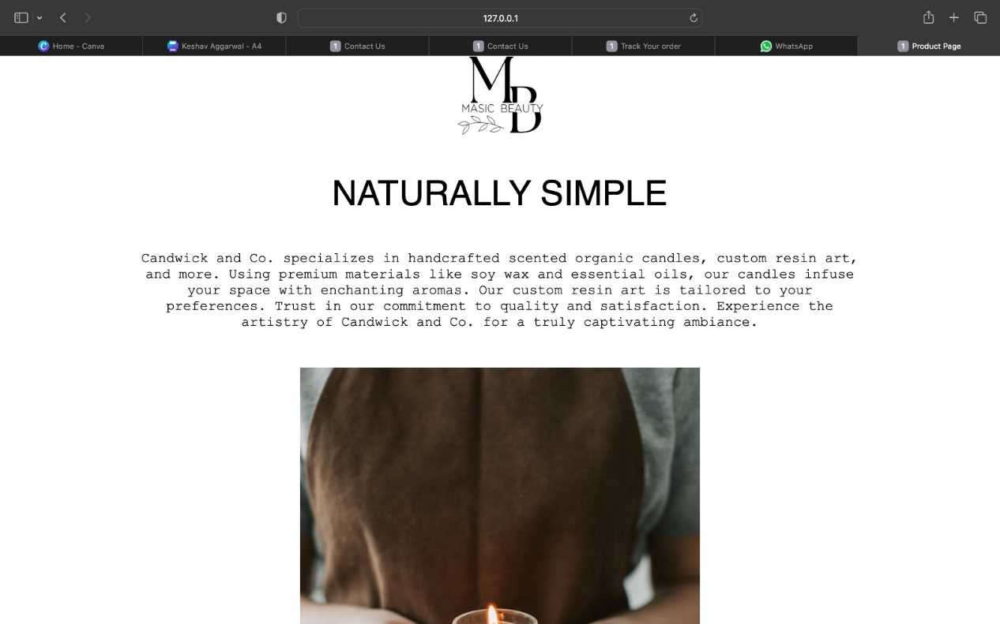 127.0.0.1
Home - Canva
Keshav Aggarwal - A4
1 Contact Us
1 Contact Us
1 Track Your order
WhatsApp
1 Product Page
MB
MASIC BEAUTY
NATURALLY SIMPLE
Candwick and Co. specializes in handcrafted scented organic candles, custom resin art,
and more. Using premium materials like soy wax and essential oils, our candles infuse
your space with enchanting aromas. Our custom resin art is tailored to your
preferences. Trust in our commitment to quality and satisfaction. Experience the
artistry of Candwick and Co. for a truly captivating ambiance.